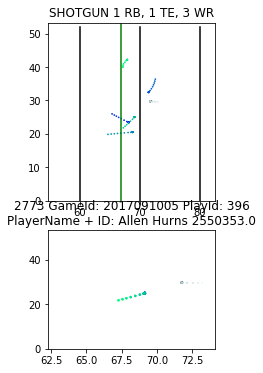 SHOTGUN 1 RB, 1 TE, 3 WR
50
40
30
20
10
0
60 70 80
2773 GameId: 2017091005 PlayId: 396
PlayerName + ID: Allen Hurns 2550353.0
40
20
0
62.5 65.0 67.5 70.0 72.5